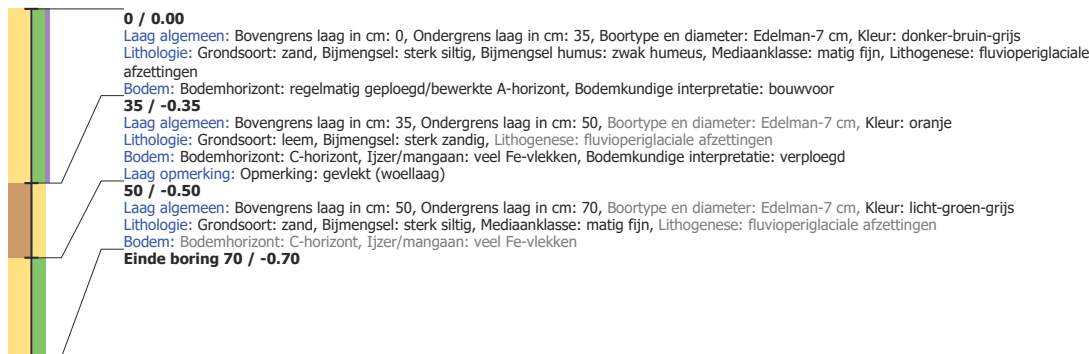 0 / 0.00
Laag algemeen: Bovengrens laag in cm: 0, Ondergrens laag in cm: 35, Boortype en diameter: Edelman-7 cm, Kleur: donker-bruin-grijs
Lithologie: Grondsoort: zand, Bijmengsel: sterk siltig, Bijmengsel humus: zwak humeus, Mediaanklasse: matig fijn, Lithogenese: fluvioperiglaciale
afzettingen
Bodem: Bodemhorizont: regelmatig geploegd/bewerkte A-horizont, Bodemkundige interpretatie: bouwvoor
35 / -0.35
Laag algemeen: Bovengrens laag in cm: 35, Ondergrens laag in cm: 50, Boortype en diameter: Edelman-7 cm, Kleur: oranje
Lithologie: Grondsoort: leem, Bijmengsel: sterk zandig, Lithogenese: fluvioperiglaciale afzettingen
Bodem: Bodemhorizont: C-horizont, Ijzer/mangaan: veel Fe-vlekken, Bodemkundige interpretatie: verploegd
Laag opmerking: Opmerking: gevlekt (woellaag)
50 / -0.50
Laag algemeen: Bovengrens laag in cm: 50, Ondergrens laag in cm: 70, Boortype en diameter: Edelman-7 cm, Kleur: licht-groen-grijs
Lithologie: Grondsoort: zand, Bijmengsel: sterk siltig, Mediaanklasse: matig fijn, Lithogenese: fluvioperiglaciale afzettingen
Bodem: Bodemhorizont: C-horizont, Ijzer/mangaan: veel Fe-vlekken
Einde boring 70 / -0.70